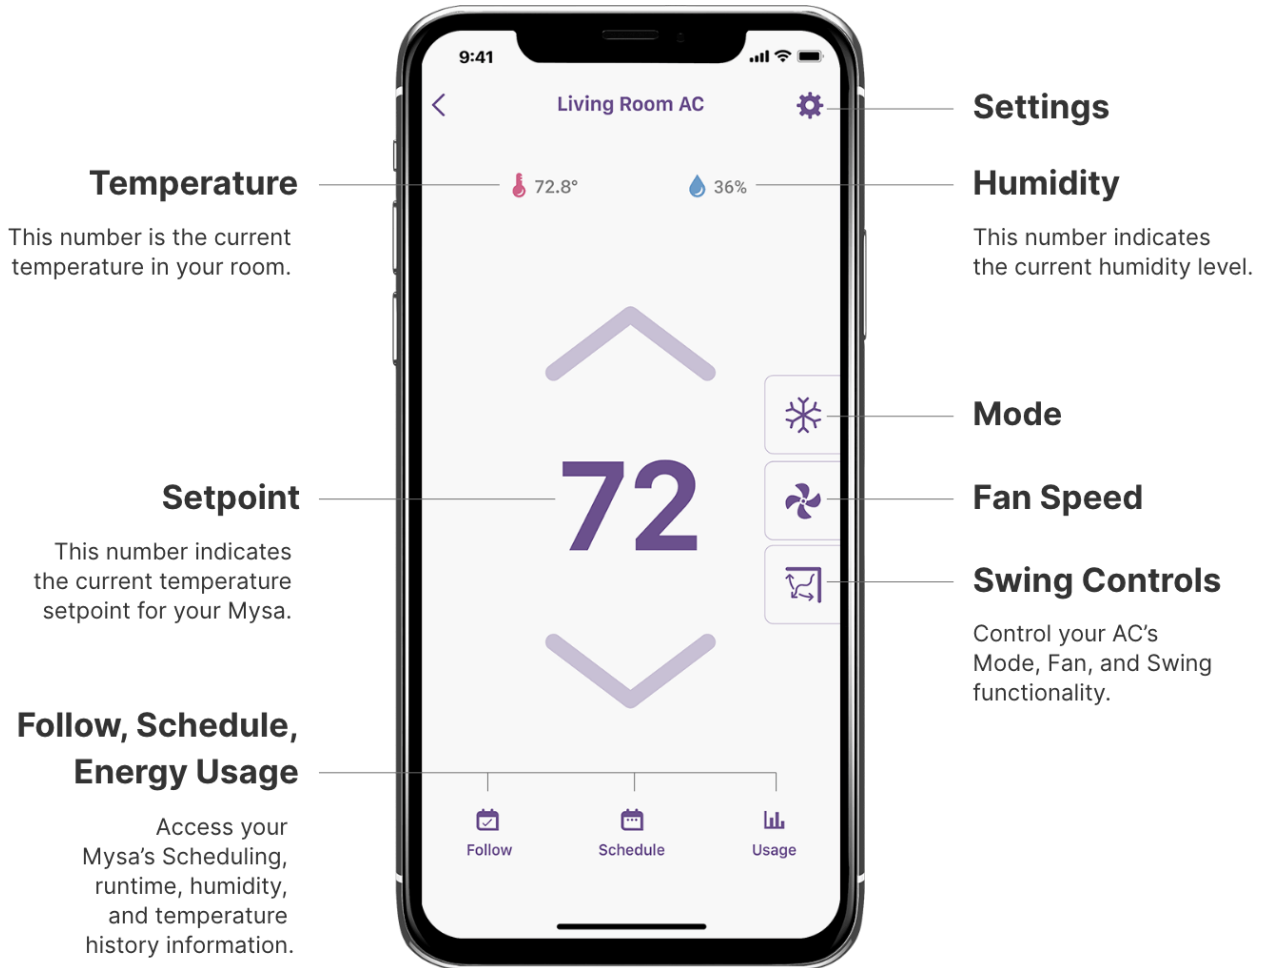 9:41
Living Room AC
Settings
Temperature
72.8°
36%
Humidity
This number is the current
temperature in your room.
This number indicates
the current humidity level.
Mode
Setpoint
72
Fan Speed
This number indicates
the current temperature
setpoint for your Mysa.
Swing Controls
Control your AC’s
Mode, Fan, and Swing
functionality.
Follow, Schedule,
Energy Usage
Access your
Mysa’s Scheduling,
runtime, humidity,
and temperature
history information.
Follow
Schedule
Usage